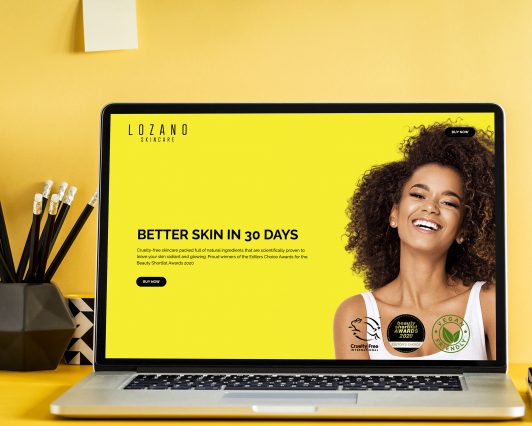 LOZANO
SKINCARE
BUY NOW
BETTER SKIN IN 30 DAYS
Cruelty-free skincare packed full of natural ingredients that are scientifically proven to
leave your skin radiant and glowing. Proud winners of the Editors Choice Awards for the
Beauty Shortlist Awards 2020
BUY NOW
Cruelty Free
INTERNATIONAL
beauty
shortlist
AWARDS
2020
EDITOR'S CHOICE
VEGAN
FRIENDLY